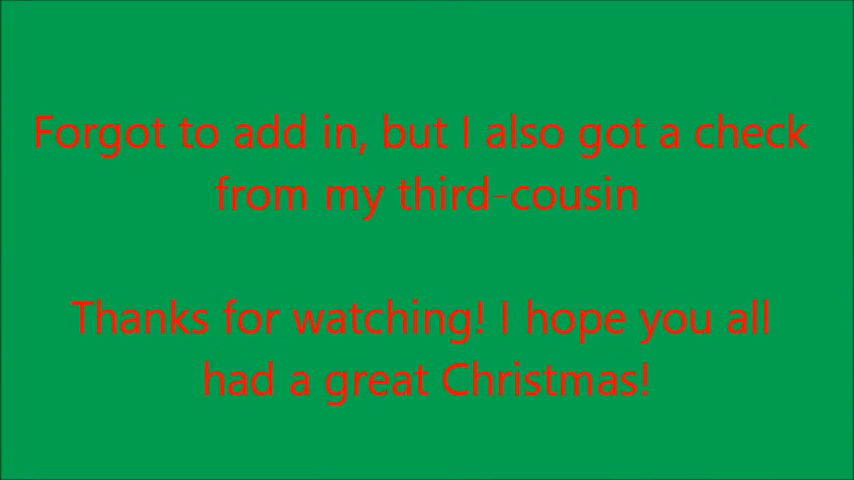 Forgot to add in, but I also got a check
from my third-cousin
Thanks for watching! I hope you all
had a great Christmas!